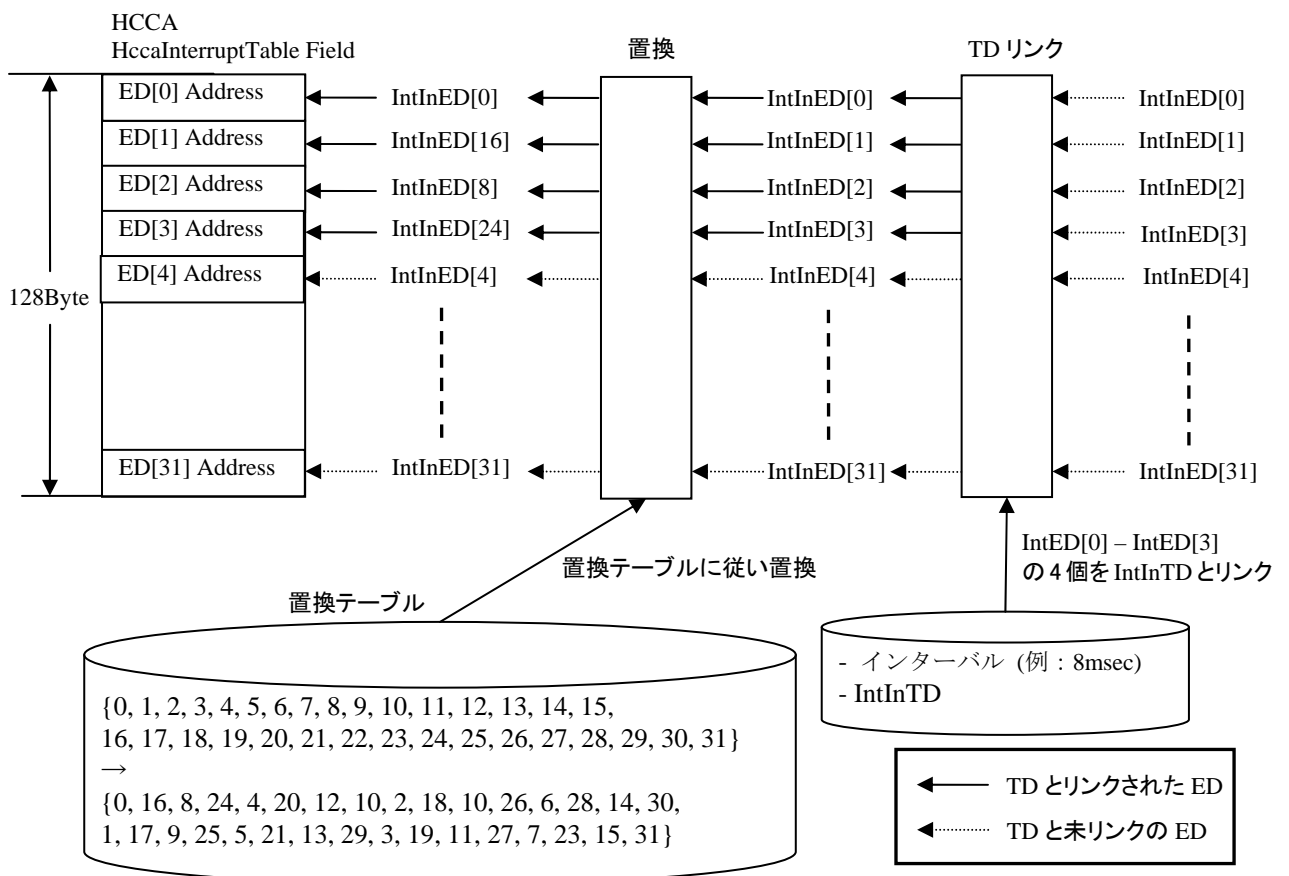 HCCA
HccaInterruptTable Field
置換
TD リンク
ED[0] Address
IntInED[0]
IntInED[0]
IntInED[0]
ED[1] Address
IntInED[16]
IntInED[1]
IntInED[1]
ED[2] Address
IntInED[8]
IntInED[2]
IntInED[2]
ED[3] Address
IntInED[24]
IntInED[3]
IntInED[3]
ED[4] Address
IntInED[4]
IntInED[4]
IntInED[4]
128Byte
ED[31] Address
IntInED[31]
IntInED[31]
IntInED[31]
IntED[0] – IntED[3]
の 4 個を IntInTD とリンク
置換テーブルに従い置換
置換テーブル
{0, 1, 2, 3, 4, 5, 6, 7, 8, 9, 10, 11, 12, 13, 14, 15,
16, 17, 18, 19, 20, 21, 22, 23, 24, 25, 26, 27, 28, 29, 30, 31}
→
{0, 16, 8, 24, 4, 20, 12, 10, 2, 18, 10, 26, 6, 28, 14, 30,
1, 17, 9, 25, 5, 21, 13, 29, 3, 19, 11, 27, 7, 23, 15, 31}
- インターバル (例：8msec)
- IntInTD
TD とリンクされた ED
TD と未リンクの ED